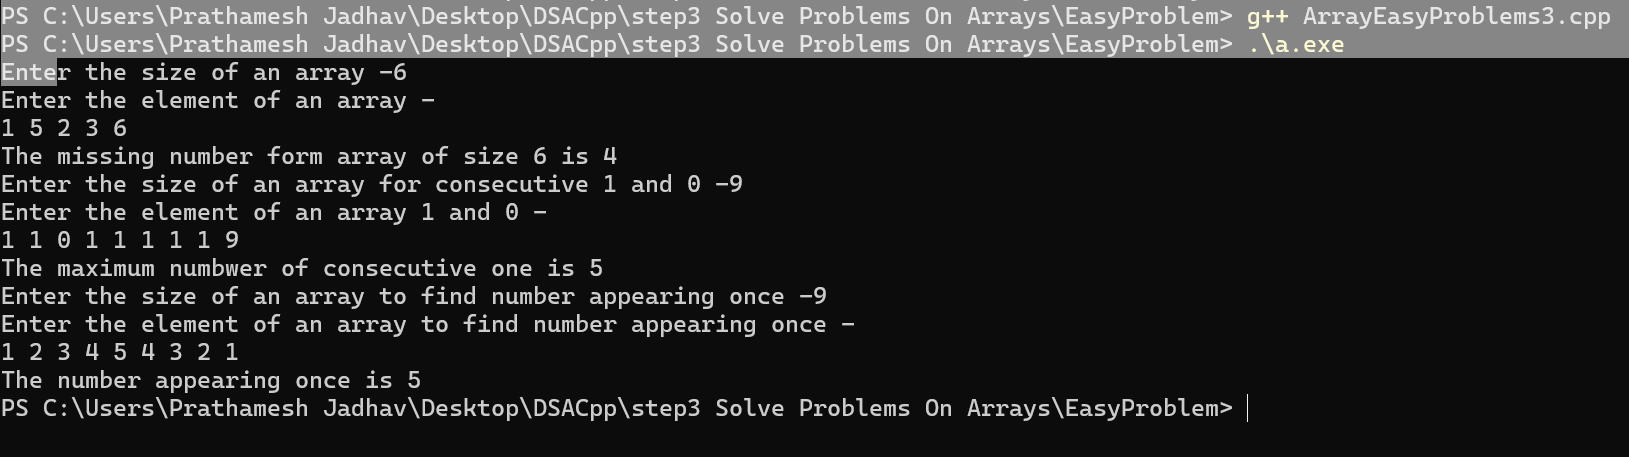 PS C:\Users\Prathamesh Jadhav\Desktop\DSACpp\step3 Solve Problems On Arrays\EasyProblem> g++ ArrayEasyProblems3.cpp
PS C:\Users\Prathamesh Jadhav\Desktop\DSACpp\step3 Solve Problems On Arrays\EasyProblem> .\a.exe
Enter the size of an array -6
Enter the element of an array -
1 5 2 3 6
The missing number form array of size 6 is 4
Enter the size of an array for consecutive 1 and 0 -9
Enter the element of an array 1 and 0 -
1 1 0 1 1 1 1 1 9
The maximum numbwer of consecutive one is 5
Enter the size of an array to find number appearing once -9
Enter the element of an array to find number appearing once -
1 2 3 4 5 4 3 2 1
The number appearing once is 5
PS C:\Users\Prathamesh Jadhav\Desktop\DSACpp\step3 Solve Problems On Arrays\EasyProblem>